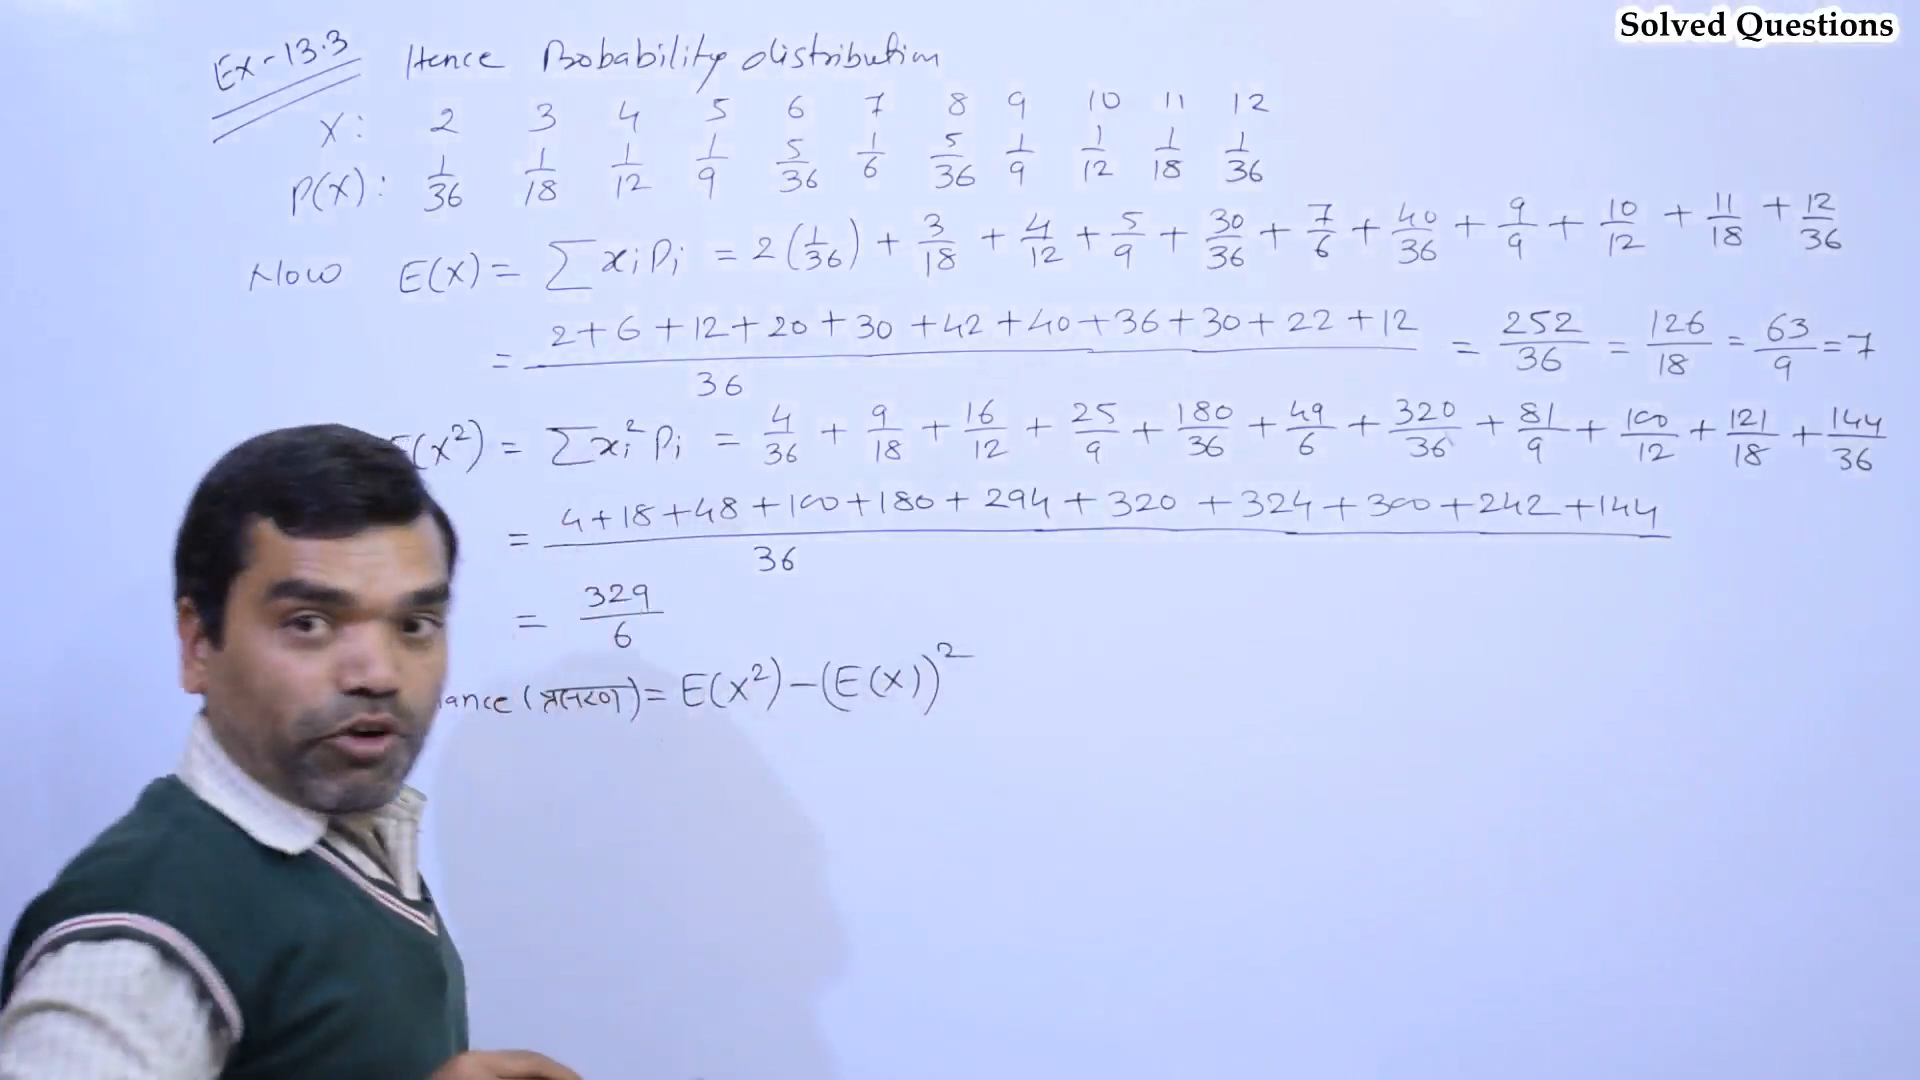 Solved Questions
Ex-13.3 Hence Probability distribution
X: 2 3 4 5 6 7 8 9 10 11 12
P(X): 1/36 1/18 1/12 1/9 5/36 1/6 5/36 1/9 1/12 1/18 1/36
Now E(X) = ∑ xi Pi = 2(1/36) + 3/18 + 4/12 + 5/9 + 30/36 + 7/6 + 40/36 + 9/9 + 10/12 + 11/18 + 12/36
= (2+6+12+20+30+42+40+36+30+22+12)/36 = 252/36 = 126/18 = 63/9 = 7
(X²) = ∑xi² Pi = 4/36 + 9/18 + 16/12 + 25/9 + 180/36 + 49/6 + 320/36 + 81/9 + 100/12 + 121/18 + 144/36
= (4+18+48+100+180+294+320+324+300+242+144)/36
= 329/6
iance (प्रसरण) = E(X²) – (E(X))²